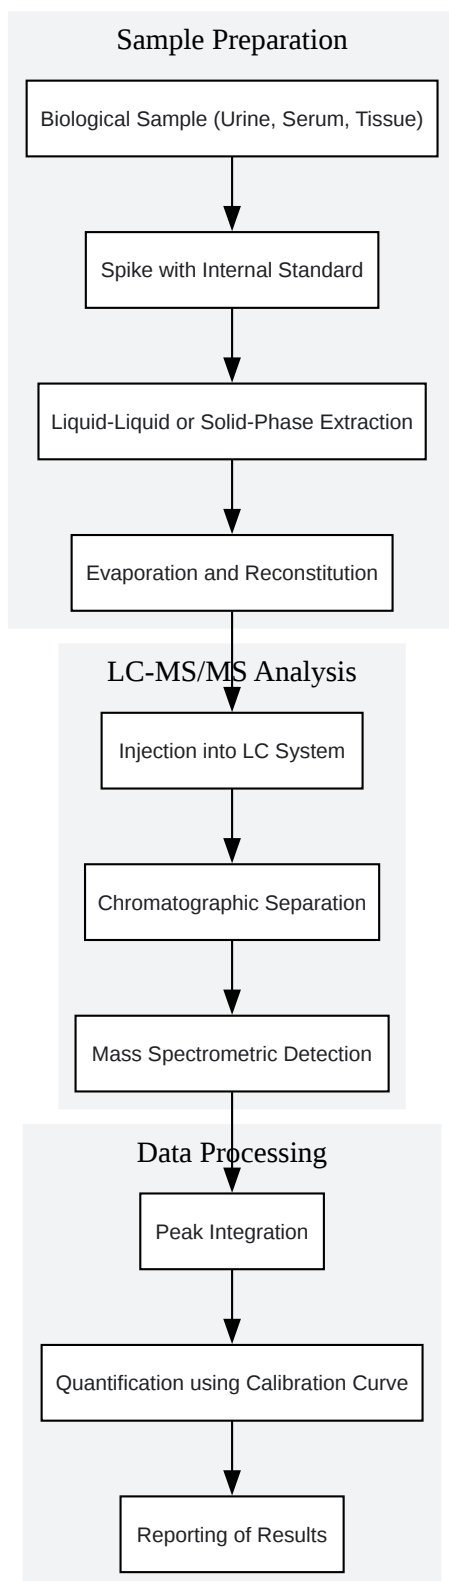 Sample Preparation
Biological Sample (Urine, Serum, Tissue)
Spike with Internal Standard
Liquid-Liquid or Solid-Phase Extraction
Evaporation and Reconstitution
LC-MS/MS Analysis
Injection into LC System
Chromatographic Separation
Mass Spectrometric Detection
Data Processing
Peak Integration
Quantification using Calibration Curve
Reporting of Results